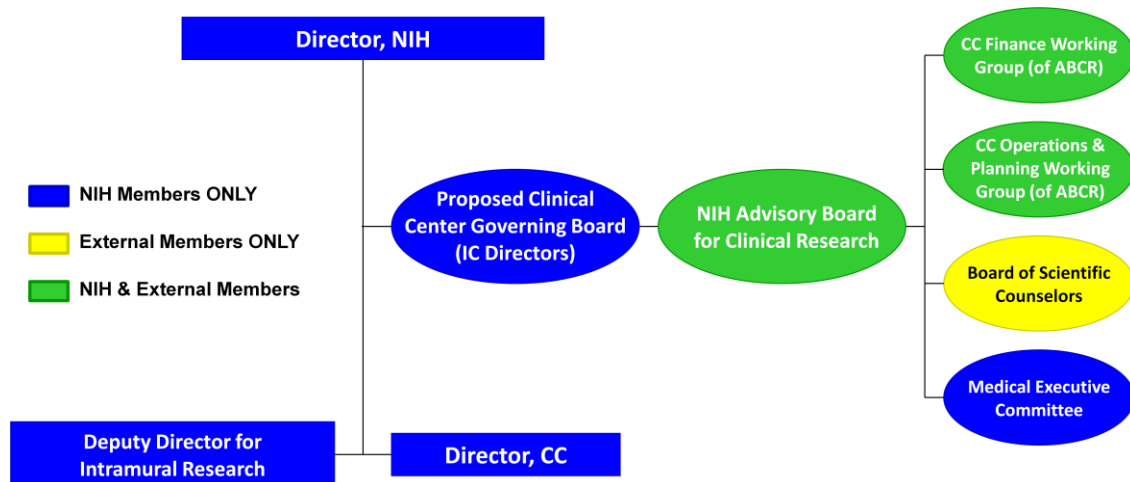 Director, NIH
CC Finance Working
Group (of ABCR)
CC Operations &
Planning Working
Group (of ABCR)
NIH Members ONLY
External Members ONLY
NIH & External Members
Proposed Clinical
Center Governing Board
(IC Directors)
NIH Advisory Board
for Clinical Research
Board of Scientific
Counselors
Medical Executive
Committee
Deputy Director for
Intramural Research
Director, CC